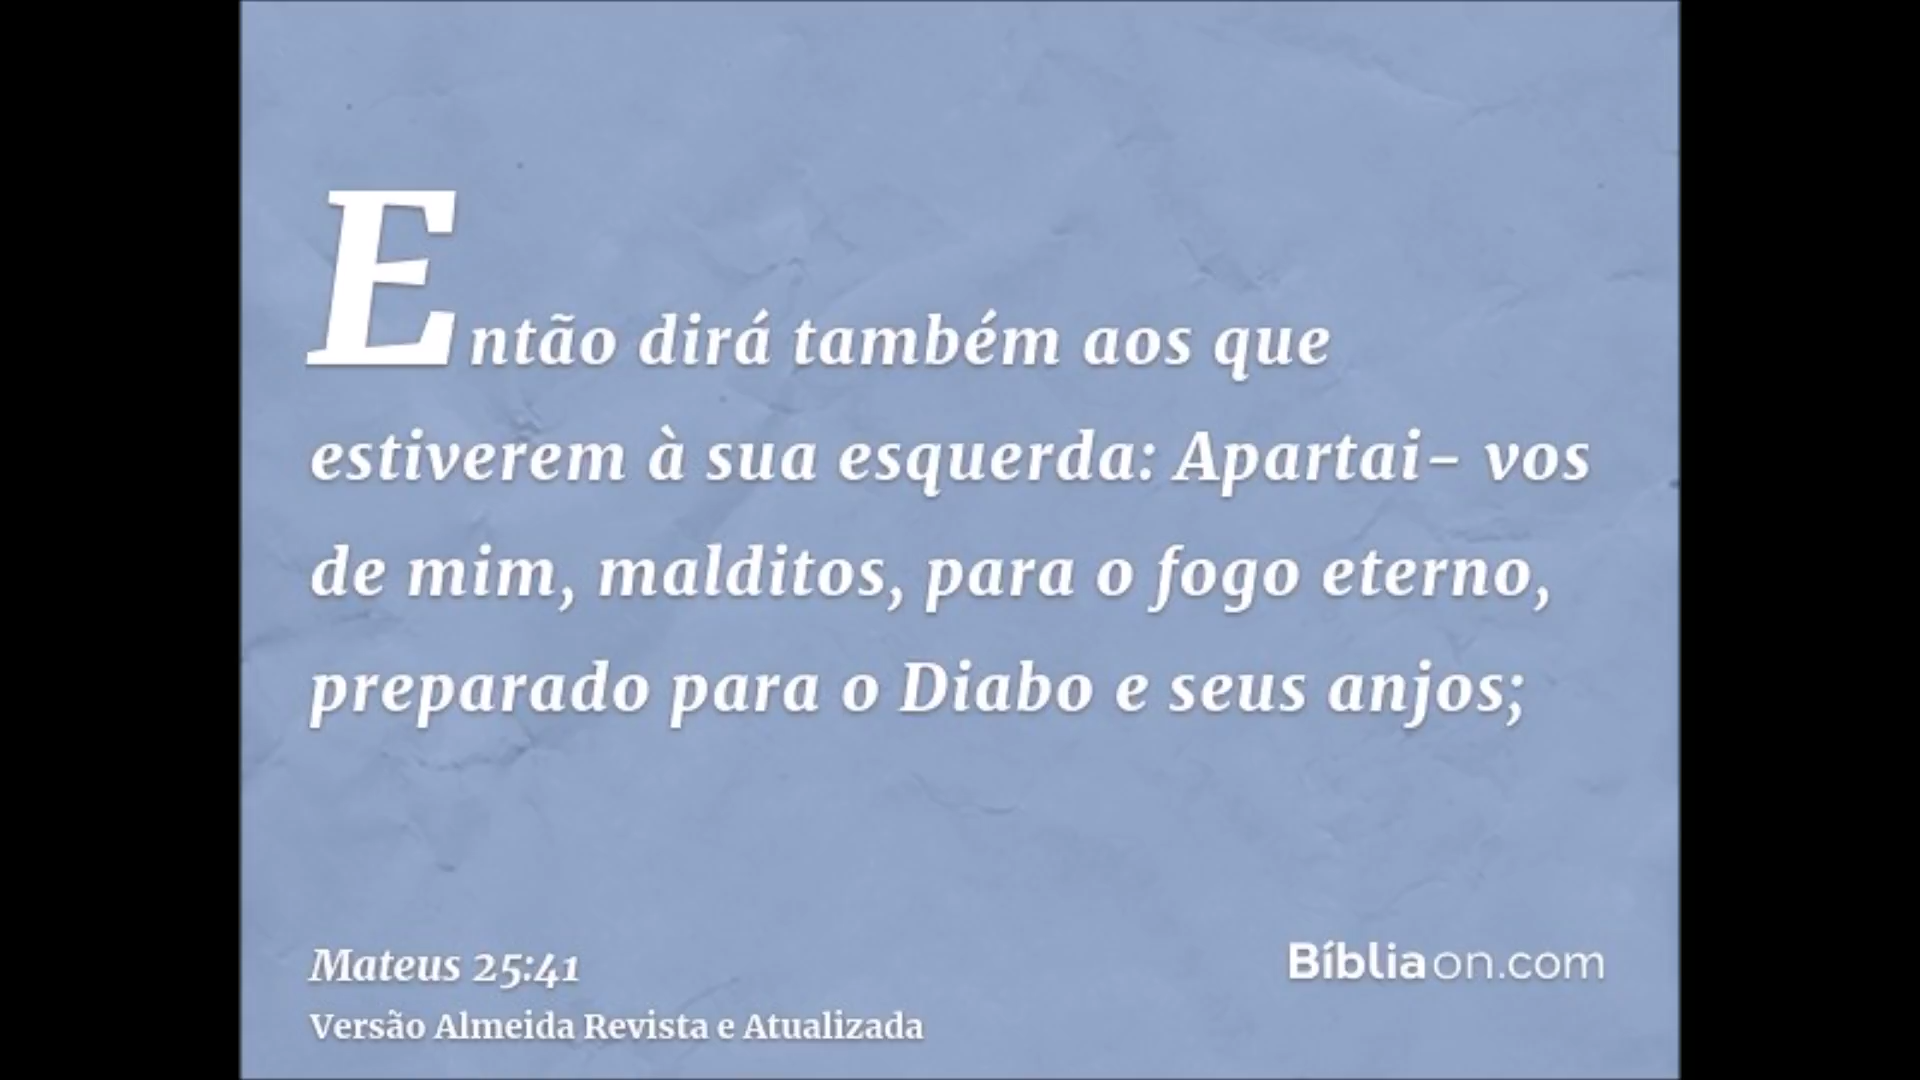 Então dirá também aos que
estiverem à sua esquerda: Apartai- vos
de mim, malditos, para o fogo eterno,
preparado para o Diabo e seus anjos;
Mateus 25:41
Bíbliaon.com
Versão Almeida Revista e Atualizada